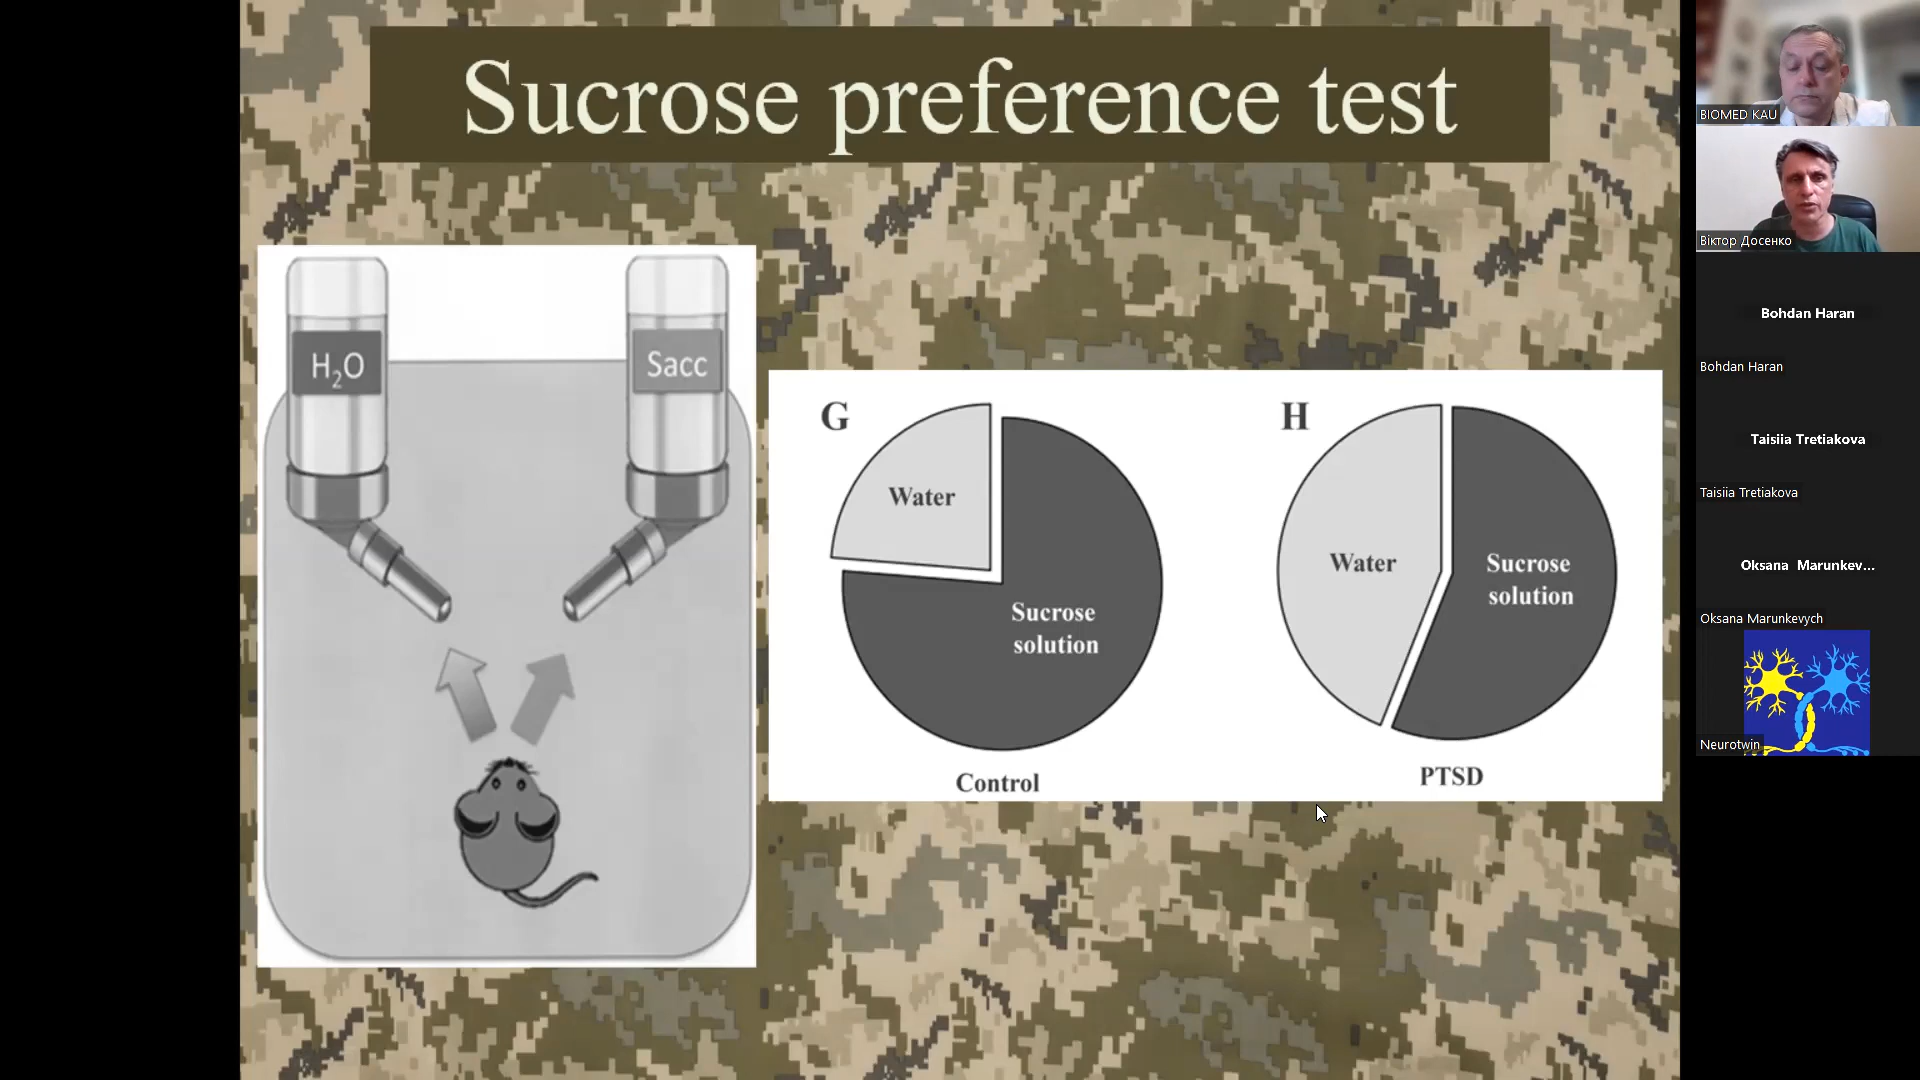 Sucrose preference test
H₂O
Sacc
G
Water
Sucrose
solution
Control
H
Water
Sucrose
solution
PTSD
BIOMED KAU
Віктор Досенко
Bohdan Haran
Bohdan Haran
Taisiia Tretiakova
Taisiia Tretiakova
Oksana Marunkev...
Oksana Marunkevych
Neurotwin